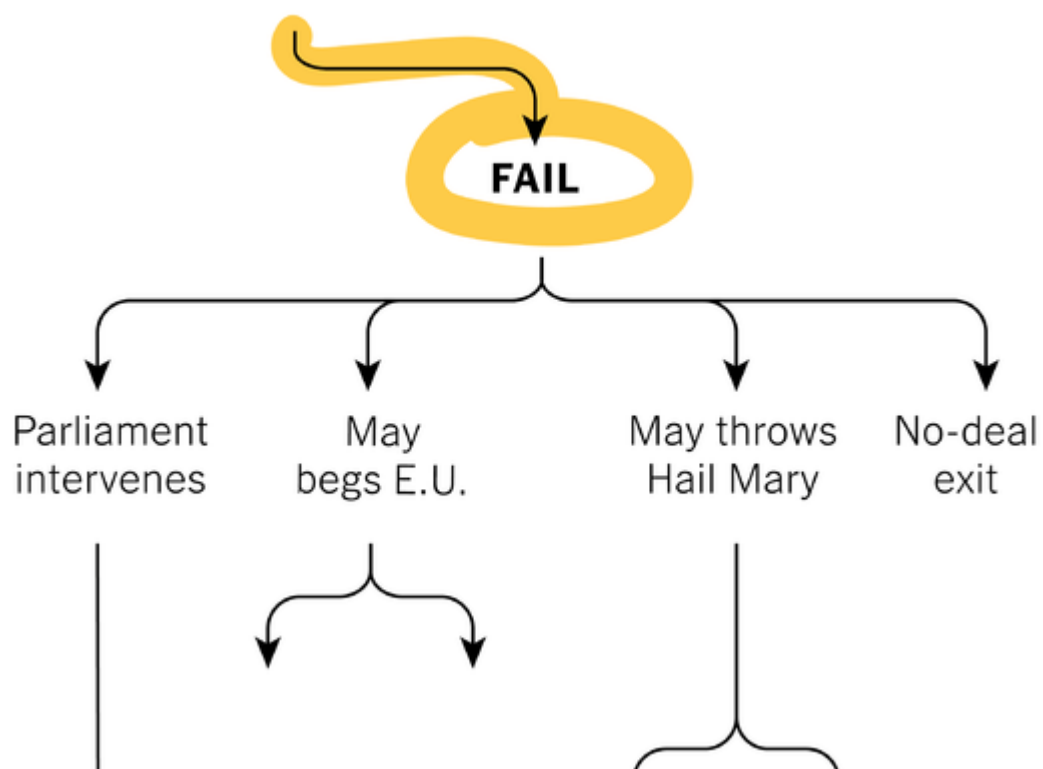 FAIL
Parliament
intervenes
May
begs E.U.
May throws
Hail Mary
No-deal
exit